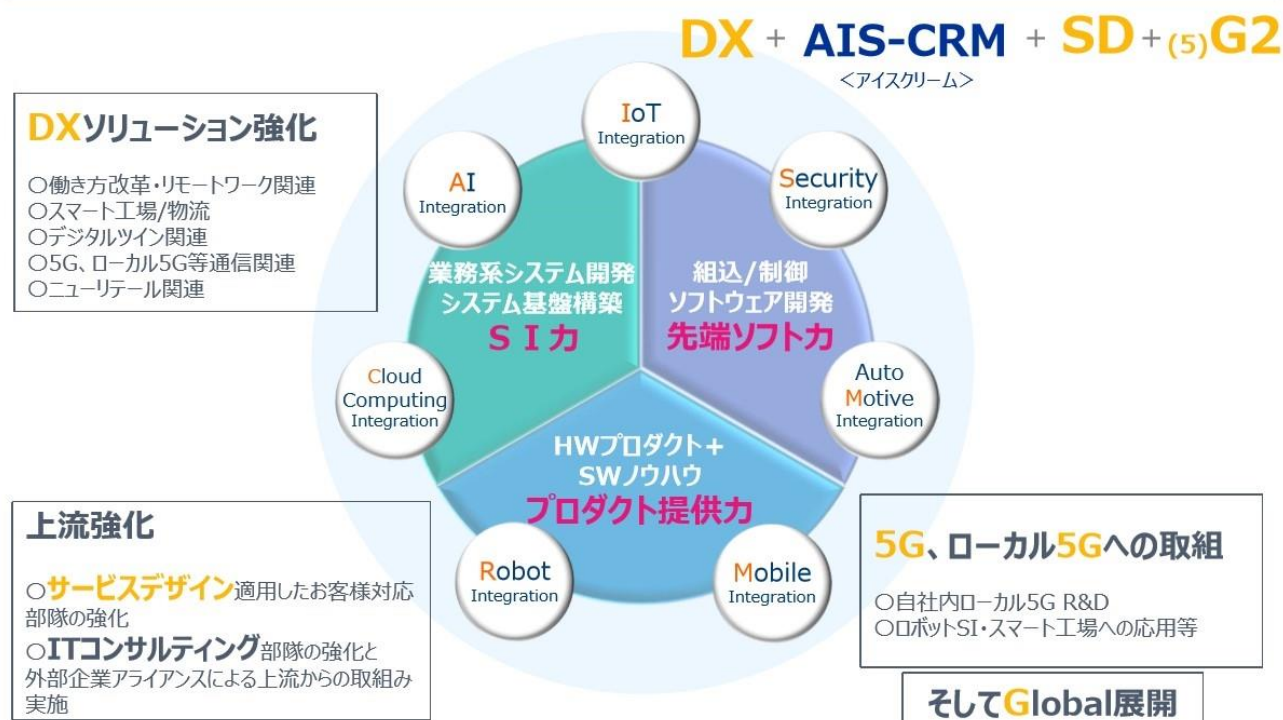 DX + AIS-CRM + SD+(5)G2
<アイスクリーム>
DXソリューション強化
○働き方改革・リモートワーク関連
○スマート工場/物流
○デジタルツイン関連
○5G、ローカル5G等通信関連
○ニューリテール関連
IoT
Integration
AI
Integration
Security
Integration
業務系システム開発
システム基盤構築
ＳＩ力
組込/制御
ソフトウェア開発
先端ソフト力
Cloud
Computing
Integration
Auto
Motive
Integration
HWプロダクト＋
SWノウハウ
プロダクト提供力
Robot
Integration
Mobile
Integration
上流強化
○サービスデザイン適用したお客様対応
部隊の強化
○ITコンサルティング部隊の強化と
外部企業アライアンスによる上流からの取組み
実施
5G、ローカル5Gへの取組
○自社内ローカル5G R&D
○ロボットSI・スマート工場への応用等
そしてGlobal展開